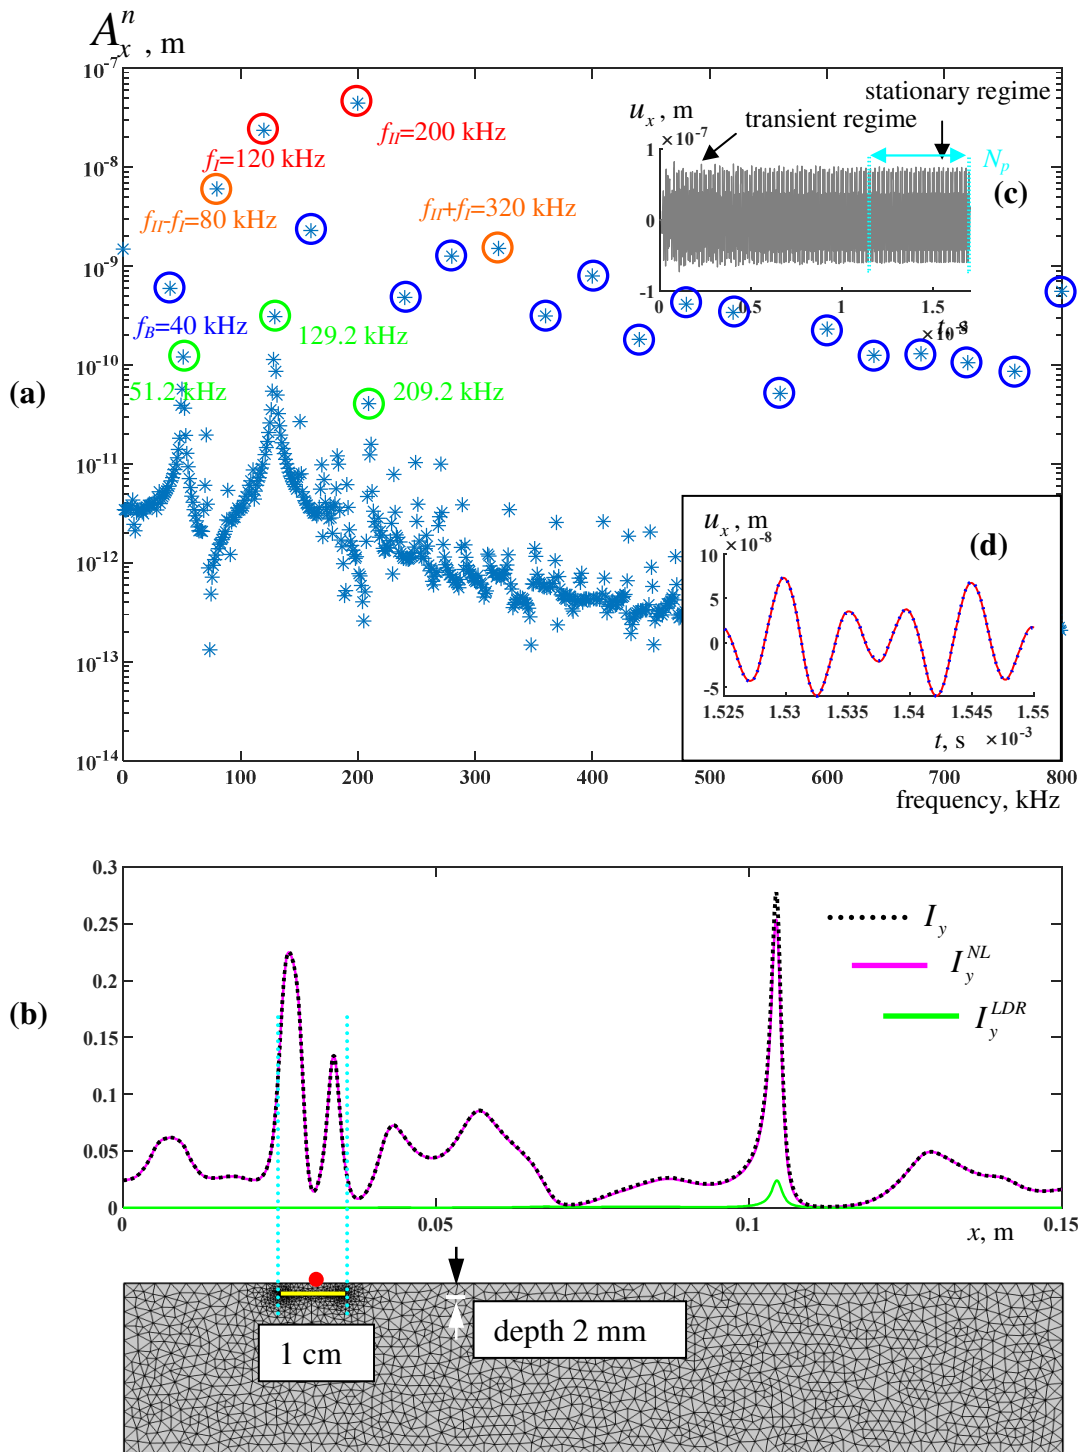 A_x^n , m
10^-7
10^-8
10^-9
10^-10
10^-11
10^-12
10^-13
10^-14
(a)
f_II=200 kHz
f_I=120 kHz
f_II-f_I=80 kHz
f_II+f_I=320 kHz
f_B=40 kHz
129.2 kHz
51.2 kHz
209.2 kHz
stationary regime
transient regime
u_x , m
×10^-7
1
0
-1
N_p
(c)
0 0.5 1 1.5
t, s
×10^-3
u_x , m
×10^-8
(d)
10
5
0
-5
1.525 1.53 1.535 1.54 1.545 1.55
t, s ×10^-3
0 100 200 300 400 500 600 700 800
frequency, kHz
0.3
0.25
0.2
0.15
0.1
0.05
0
(b)
I_y
I_y^NL
I_y^LDR
0 0.05 0.1 0.15
x, m
depth 2 mm
1 cm